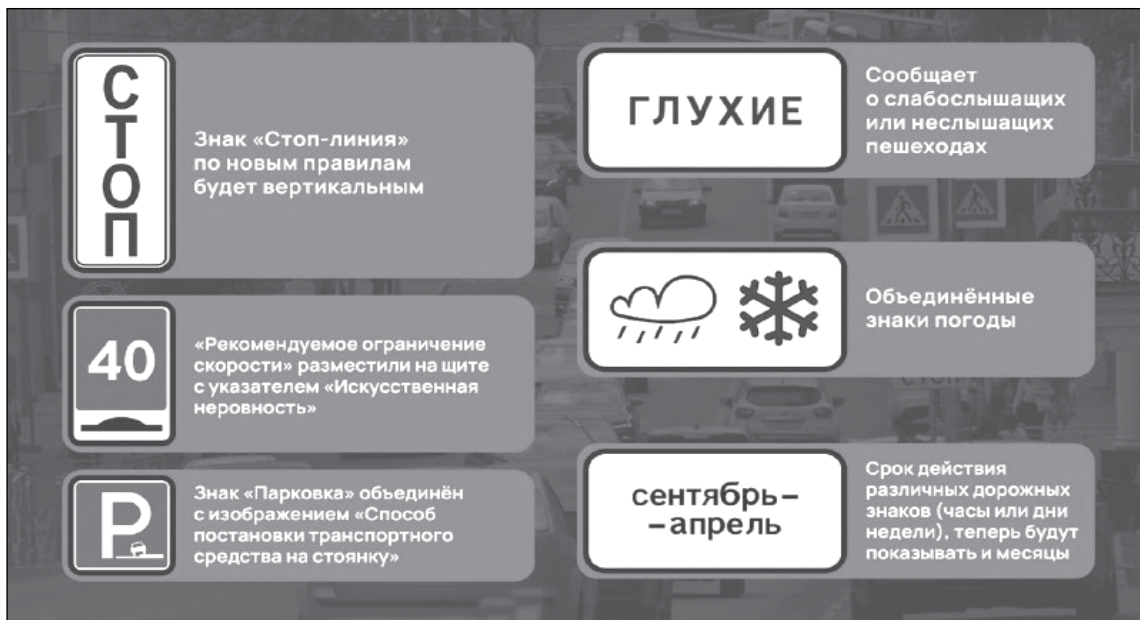 СТОП
Знак «Стоп-линия»
по новым правилам
будет вертикальным
40
«Рекомендуемое ограничение
скорости» разместили на щите
с указателем «Искусственная
неровность»
P
Знак «Парковка» объединён
с изображением «Способ
постановки транспортного
средства на стоянку»
ГЛУХИЕ
Сообщает
о слабослышащих
или неслышащих
пешеходах
Объединённые
знаки погоды
СТОП
сентябрь–
–апрель
Срок действия
различных дорожных
знаков (часы или дни
недели), теперь будут
показывать и месяцы